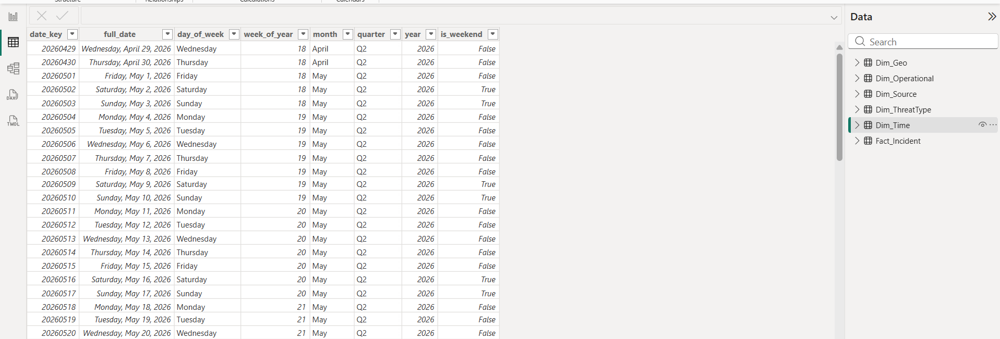 Structure Relationships Calculations Calendars
Data
date_key full_date day_of_week week_of_year month quarter year is_weekend
Search
20260429 Wednesday, April 29, 2026 Wednesday 18 April Q2 2026 False
20260430 Thursday, April 30, 2026 Thursday 18 April Q2 2026 False
20260501 Friday, May 1, 2026 Friday 18 May Q2 2026 False
20260502 Saturday, May 2, 2026 Saturday 18 May Q2 2026 True
20260503 Sunday, May 3, 2026 Sunday 18 May Q2 2026 True
20260504 Monday, May 4, 2026 Monday 19 May Q2 2026 False
20260505 Tuesday, May 5, 2026 Tuesday 19 May Q2 2026 False
20260506 Wednesday, May 6, 2026 Wednesday 19 May Q2 2026 False
20260507 Thursday, May 7, 2026 Thursday 19 May Q2 2026 False
20260508 Friday, May 8, 2026 Friday 19 May Q2 2026 False
20260509 Saturday, May 9, 2026 Saturday 19 May Q2 2026 True
20260510 Sunday, May 10, 2026 Sunday 19 May Q2 2026 True
20260511 Monday, May 11, 2026 Monday 20 May Q2 2026 False
20260512 Tuesday, May 12, 2026 Tuesday 20 May Q2 2026 False
20260513 Wednesday, May 13, 2026 Wednesday 20 May Q2 2026 False
20260514 Thursday, May 14, 2026 Thursday 20 May Q2 2026 False
20260515 Friday, May 15, 2026 Friday 20 May Q2 2026 False
20260516 Saturday, May 16, 2026 Saturday 20 May Q2 2026 True
20260517 Sunday, May 17, 2026 Sunday 20 May Q2 2026 True
20260518 Monday, May 18, 2026 Monday 21 May Q2 2026 False
20260519 Tuesday, May 19, 2026 Tuesday 21 May Q2 2026 False
20260520 Wednesday, May 20, 2026 Wednesday 21 May Q2 2026 False
Dim_Geo
Dim_Operational
Dim_Source
Dim_ThreatType
Dim_Time
Fact_Incident
DAX
TMDL